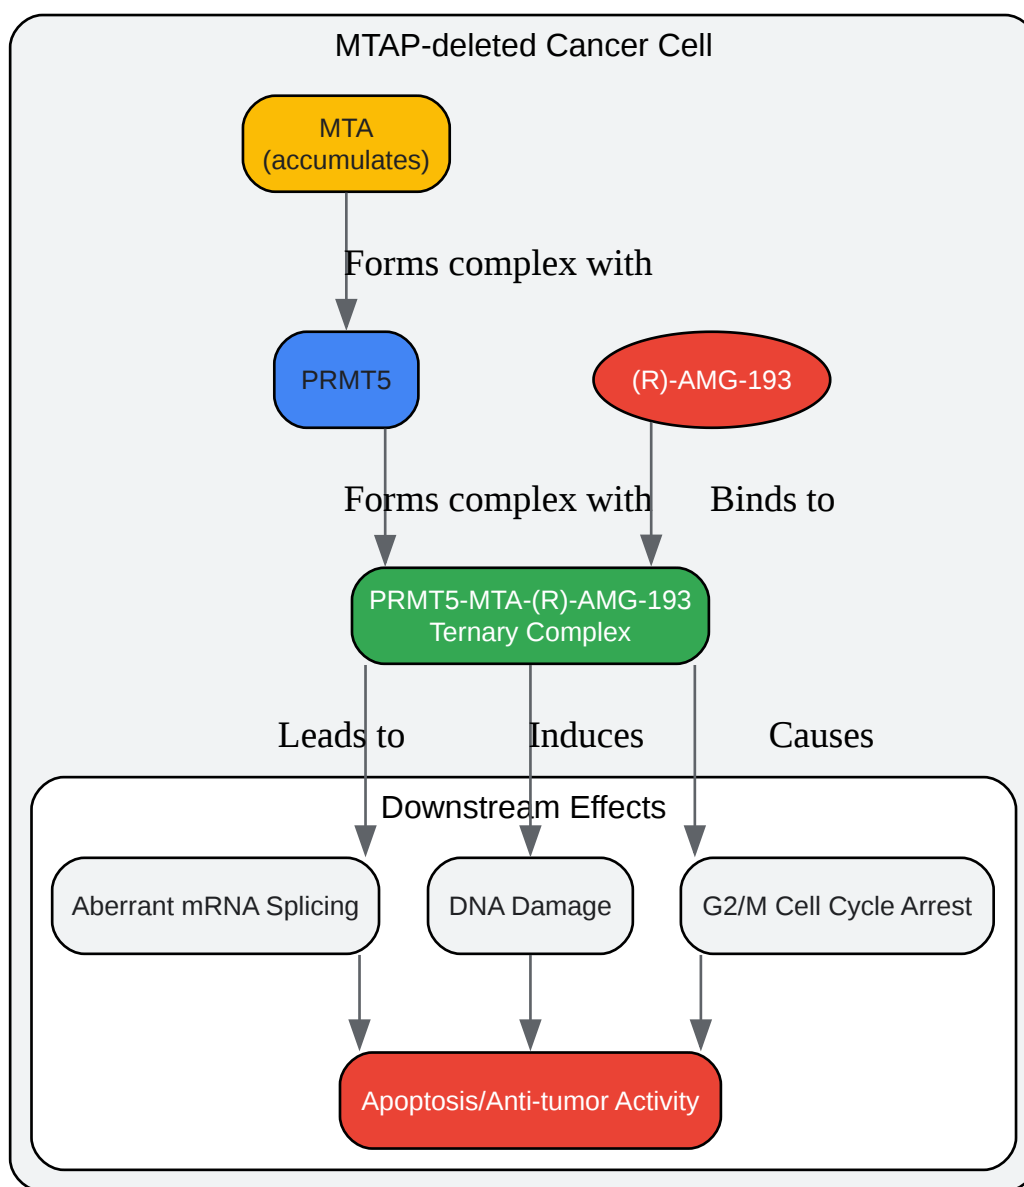 MTAP-deleted Cancer Cell
MTA
(accumulates)
Forms complex with
PRMT5
(R)-AMG-193
Forms complex with
Binds to
PRMT5-MTA-(R)-AMG-193
Ternary Complex
Leads to
Induces
Causes
Downstream Effects
Aberrant mRNA Splicing
DNA Damage
G2/M Cell Cycle Arrest
Apoptosis/Anti-tumor Activity